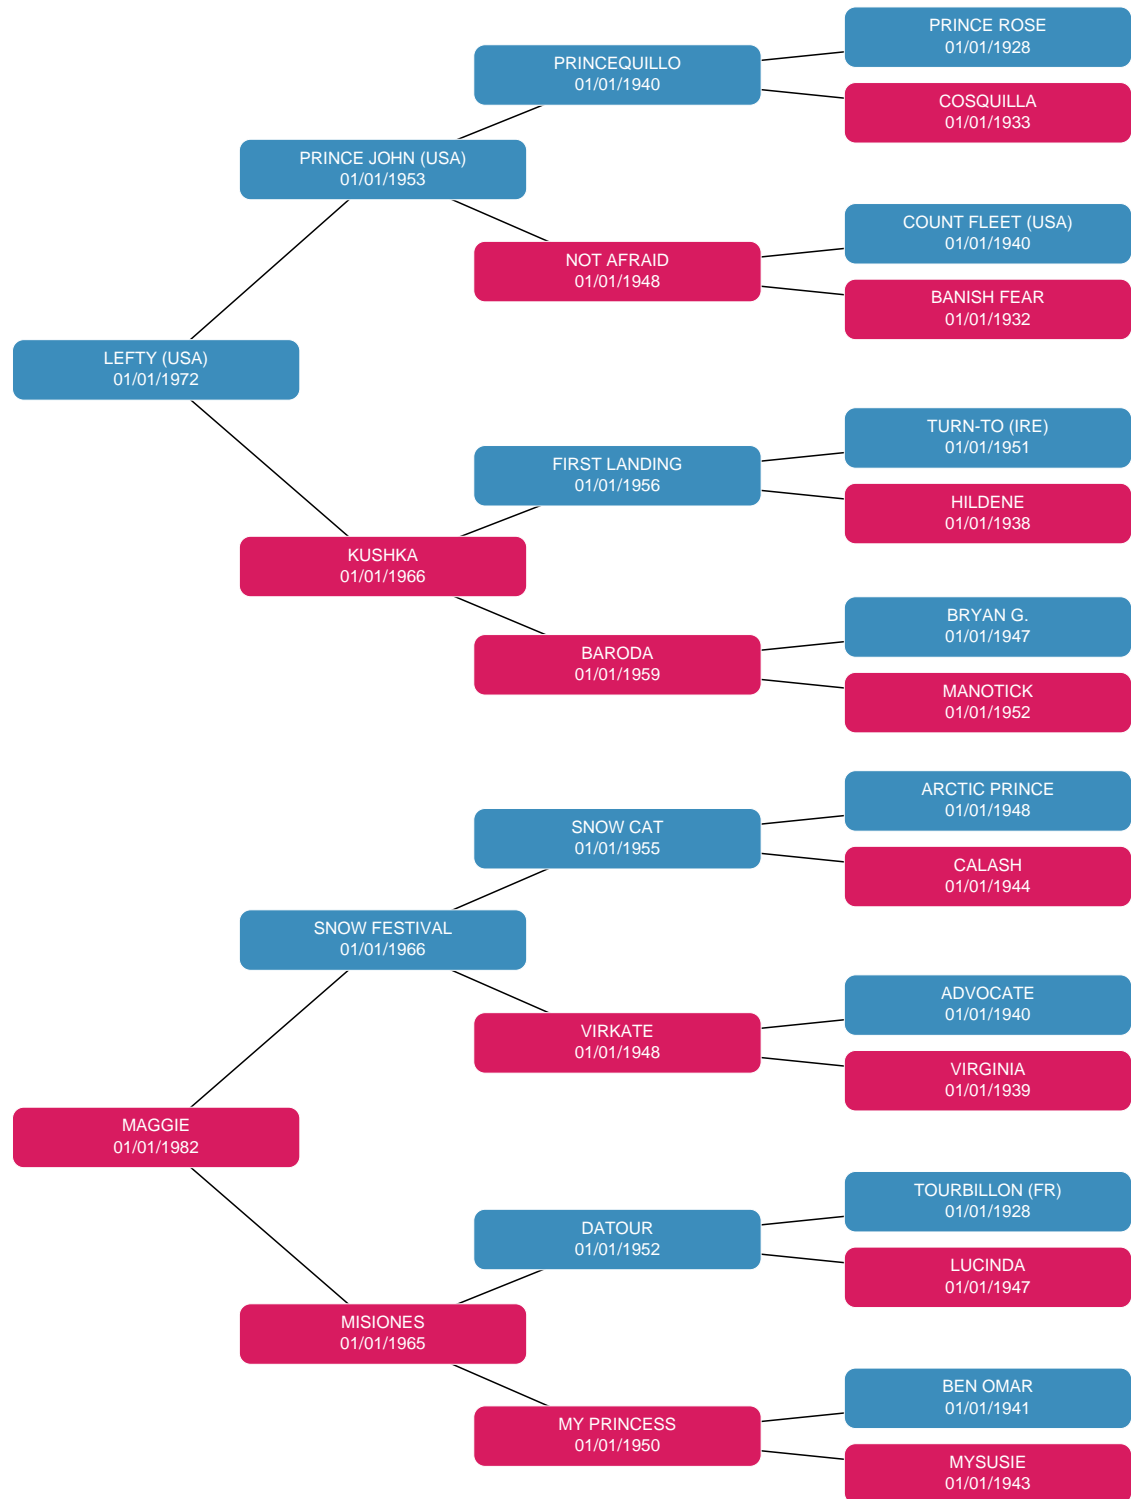 PRINCE ROSE
01/01/1928
PRINCEQUILLO
01/01/1940
COSQUILLA
01/01/1933
PRINCE JOHN (USA)
01/01/1953
COUNT FLEET (USA)
01/01/1940
NOT AFRAID
01/01/1948
BANISH FEAR
01/01/1932
LEFTY (USA)
01/01/1972
TURN-TO (IRE)
01/01/1951
FIRST LANDING
01/01/1956
HILDENE
01/01/1938
KUSHKA
01/01/1966
BRYAN G.
01/01/1947
BARODA
01/01/1959
MANOTICK
01/01/1952
ARCTIC PRINCE
01/01/1948
SNOW CAT
01/01/1955
CALASH
01/01/1944
SNOW FESTIVAL
01/01/1966
ADVOCATE
01/01/1940
VIRKATE
01/01/1948
VIRGINIA
01/01/1939
MAGGIE
01/01/1982
TOURBILLON (FR)
01/01/1928
DATOUR
01/01/1952
LUCINDA
01/01/1947
MISIONES
01/01/1965
BEN OMAR
01/01/1941
MY PRINCESS
01/01/1950
MYSUSIE
01/01/1943